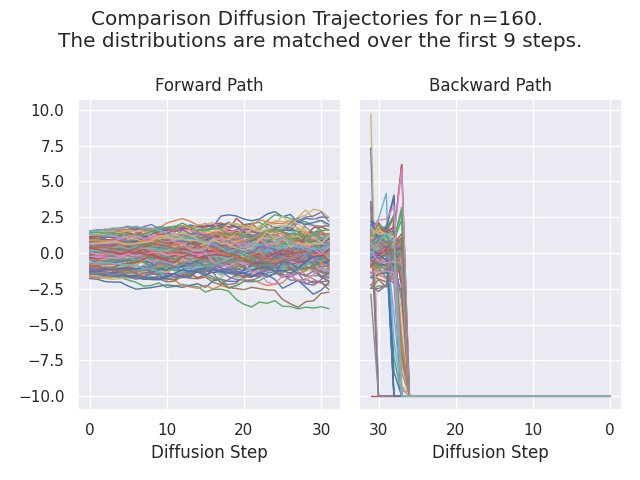 Comparison Diffusion Trajectories for n=160.
The distributions are matched over the first 9 steps.
Forward Path
Backward Path
10.0
7.5
5.0
2.5
0.0
−2.5
−5.0
−7.5
−10.0
0 10 20 30
30 20 10 0
Diffusion Step
Diffusion Step